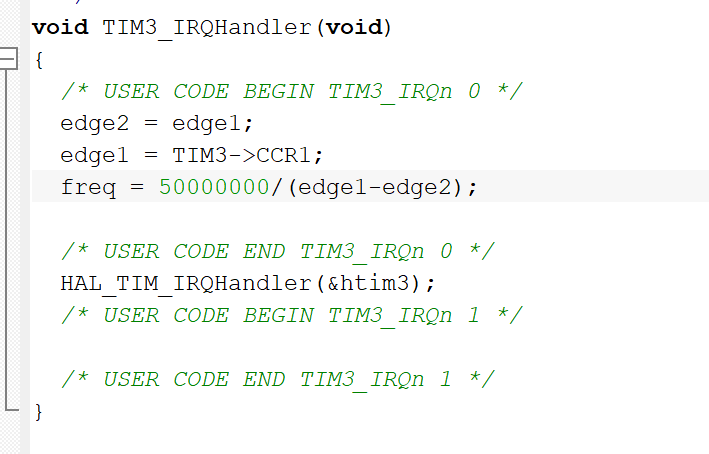 void TIM3_IRQHandler(void)
{
/* USER CODE BEGIN TIM3_IRQn 0 */
edge2 = edge1;
edge1 = TIM3->CCR1;
freq = 50000000/(edge1-edge2);
/* USER CODE END TIM3_IRQn 0 */
HAL_TIM_IRQHandler(&htim3);
/* USER CODE BEGIN TIM3_IRQn 1 */
/* USER CODE END TIM3_IRQn 1 */
}